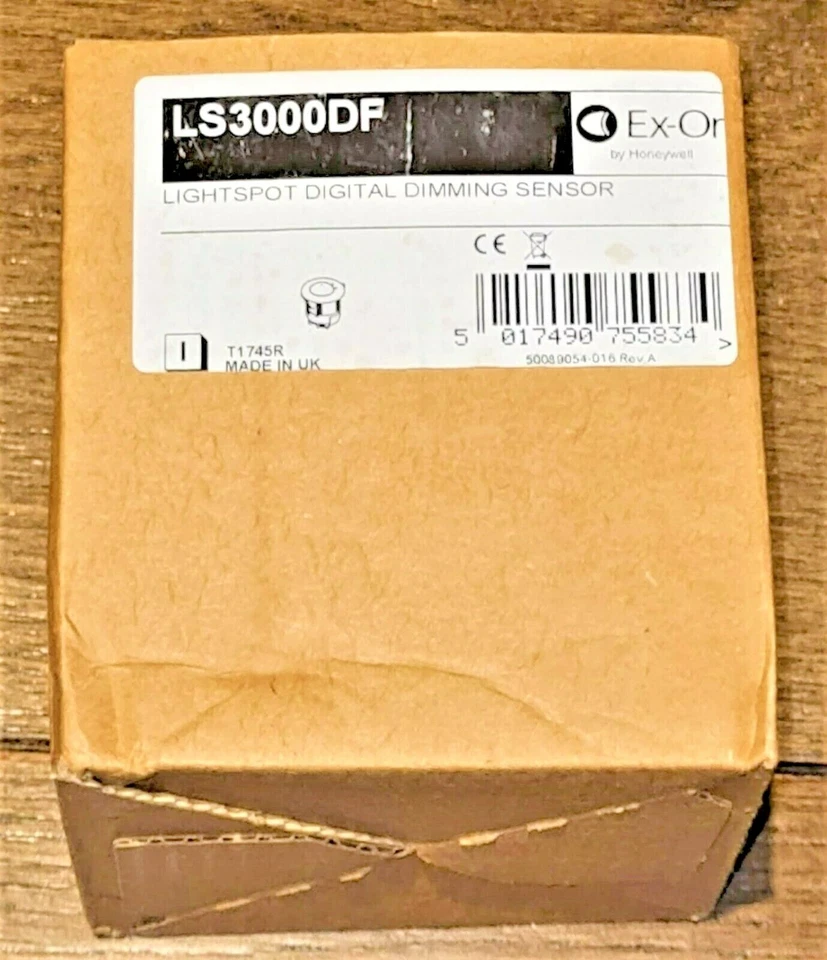 LS3000DF
Ex-Or
by Honeywell
LIGHTSPOT DIGITAL DIMMING SENSOR
CE
5 017490 755834 >
50089054-016 Rev.A
1
T1745R
MADE IN UK